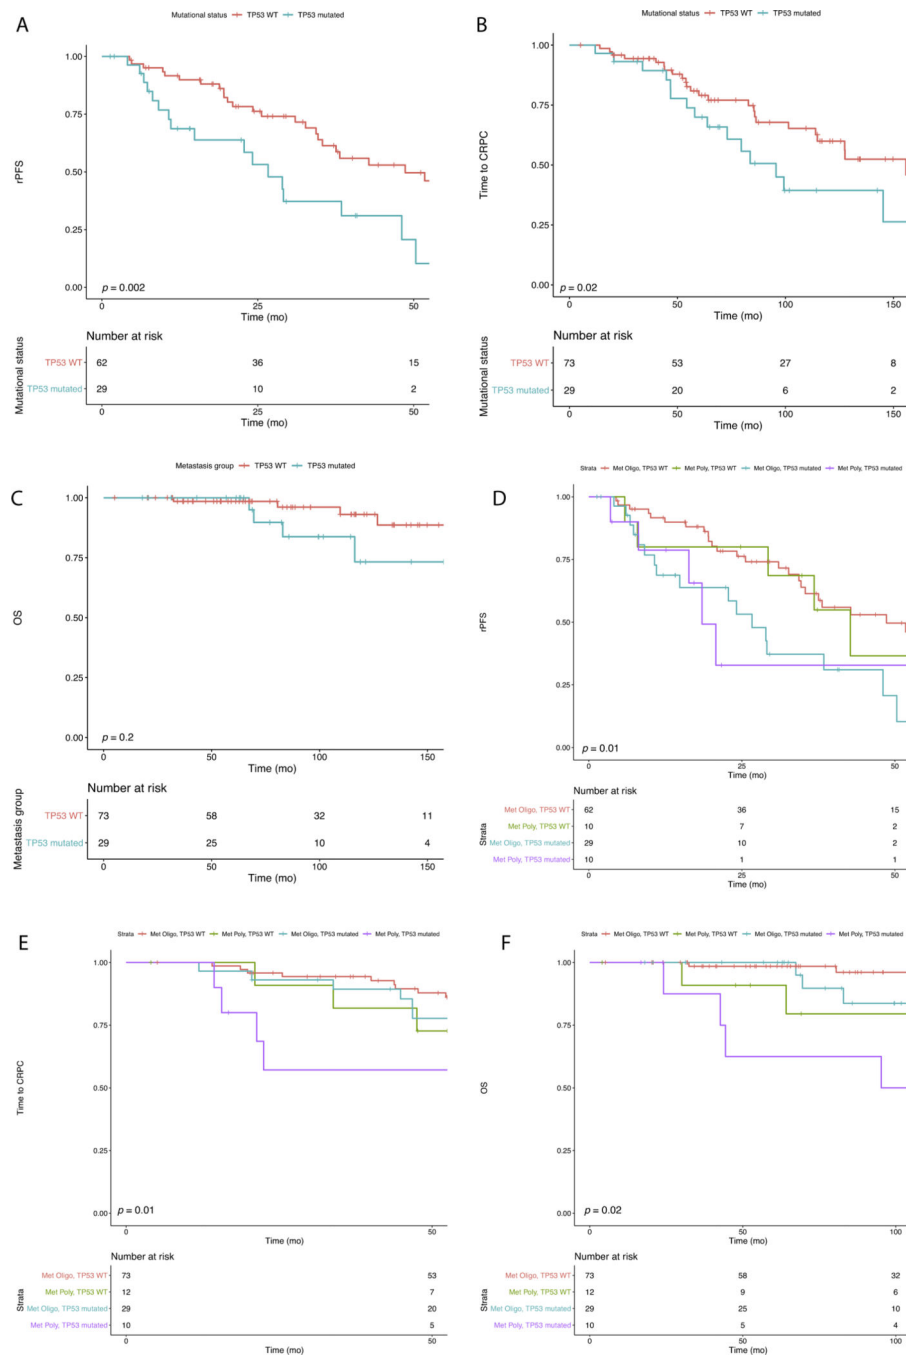 A
Mutational status TP53 WT TP53 mutated
1.00
0.75
0.50
0.25
0.00
rPFS
p = 0.002
0 25 50
Time (mo)
Number at risk
Mutational status
TP53 WT 62 36 15
TP53 mutated 29 10 2
0 25 50
Time (mo)
B
Mutational status TP53 WT TP53 mutated
1.00
0.75
0.50
0.25
0.00
Time to CRPC
p = 0.02
0 50 100 150
Time (mo)
Number at risk
Mutational status
TP53 WT 73 53 27 8
TP53 mutated 29 20 6 2
0 50 100 150
Time (mo)
C
Metastasis group TP53 WT TP53 mutated
1.00
0.75
0.50
0.25
0.00
OS
p = 0.2
0 50 100 150
Time (mo)
Number at risk
Metastasis group
TP53 WT 73 58 32 11
TP53 mutated 29 25 10 4
0 50 100 150
Time (mo)
D
Strata Met Oligo, TP53 WT Met Poly, TP53 WT Met Oligo, TP53 mutated Met Poly, TP53 mutated
1.00
0.75
0.50
0.25
0.00
rPFS
p = 0.01
0 25 50
Time (mo)
Number at risk
Strata
Met Oligo, TP53 WT 62 36 15
Met Poly, TP53 WT 10 7 2
Met Oligo, TP53 mutated 29 10 2
Met Poly, TP53 mutated 10 1 1
0 25 50
Time (mo)
E
Strata Met Oligo, TP53 WT Met Poly, TP53 WT Met Oligo, TP53 mutated Met Poly, TP53 mutated
1.00
0.75
0.50
0.25
0.00
Time to CRPC
p = 0.01
0 50
Time (mo)
Number at risk
Strata
Met Oligo, TP53 WT 73 53
Met Poly, TP53 WT 12 7
Met Oligo, TP53 mutated 29 20
Met Poly, TP53 mutated 10 5
0 50
Time (mo)
F
Strata Met Oligo, TP53 WT Met Poly, TP53 WT Met Oligo, TP53 mutated Met Poly, TP53 mutated
1.00
0.75
0.50
0.25
0.00
OS
p = 0.02
0 50 100
Time (mo)
Number at risk
Strata
Met Oligo, TP53 WT 73 58 32
Met Poly, TP53 WT 12 9 6
Met Oligo, TP53 mutated 29 25 10
Met Poly, TP53 mutated 10 5 4
0 50 100
Time (mo)